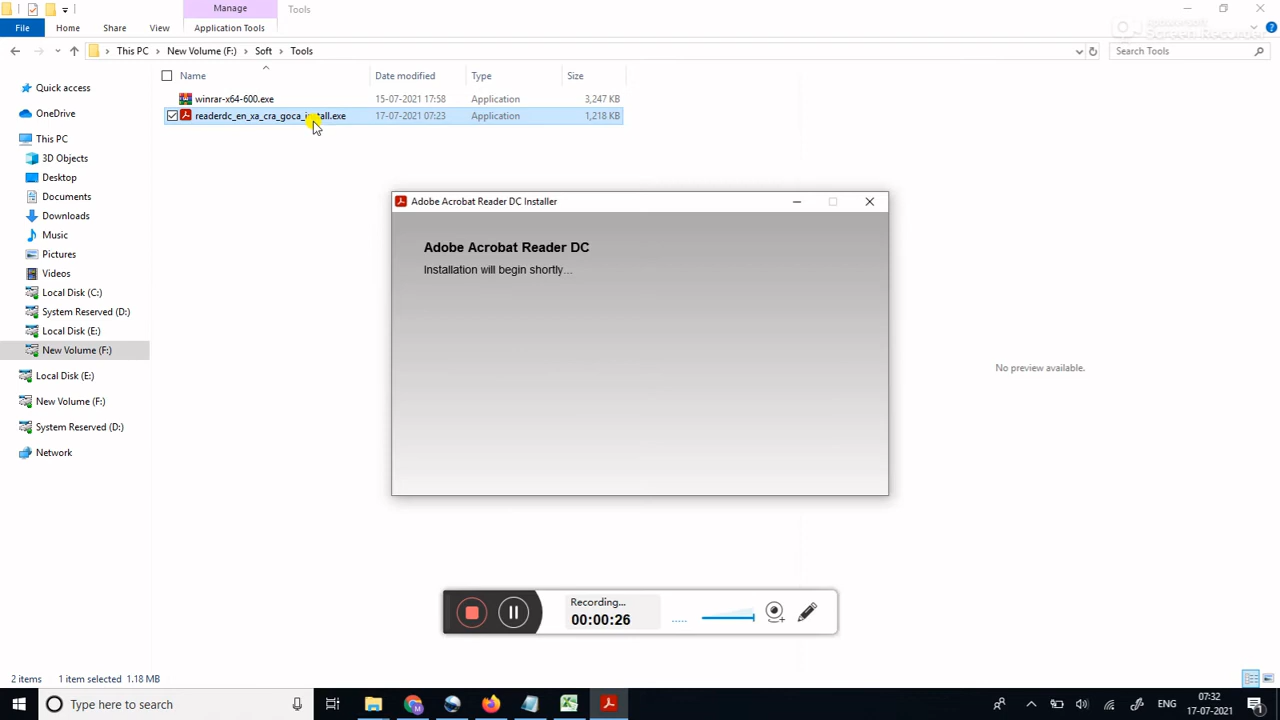 Manage
Tools
File
Home
Share
View
Application Tools
This PC
New Volume (F:)
Soft
Tools
Search Tools
Name
Date modified
Type
Size
Quick access
winrar-x64-600.exe
15-07-2021 17:58
Application
3,247 KB
OneDrive
readerdc_en_xa_cra_goca_install.exe
17-07-2021 07:23
Application
1,218 KB
This PC
3D Objects
Desktop
Documents
Downloads
Music
Pictures
Videos
Local Disk (C:)
System Reserved (D:)
Local Disk (E:)
New Volume (F:)
Local Disk (E:)
New Volume (F:)
System Reserved (D:)
Network
Adobe Acrobat Reader DC Installer
Adobe Acrobat Reader DC
Installation will begin shortly...
No preview available.
Recording...
00:00:26
.....
2 items
1 item selected 1.18 MB
Type here to search
ENG
07:32
17-07-2021